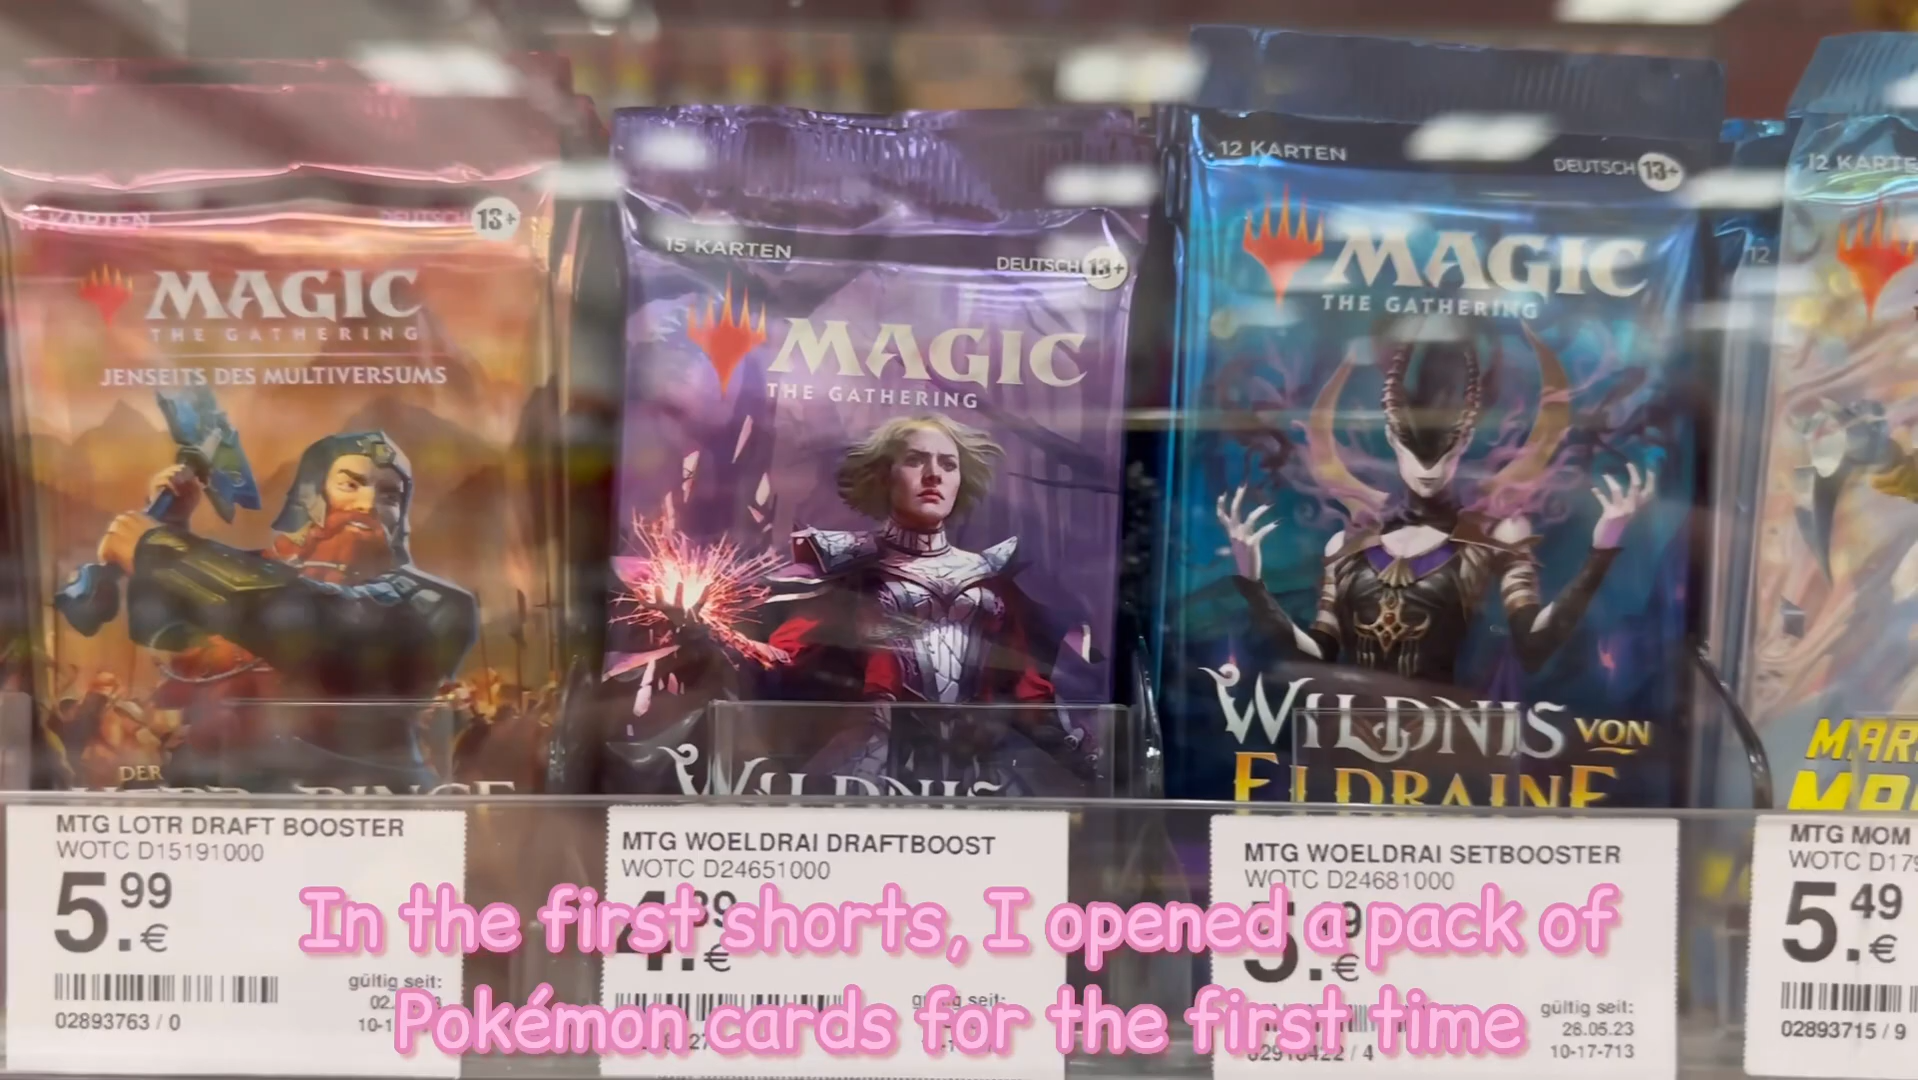 15 KARTEN
DEUTSCH 13+
MAGIC
THE GATHERING
JENSEITS DES MULTIVERSUMS
DER
15 KARTEN
DEUTSCH 13+
MAGIC
THE GATHERING
WILDNIS
12 KARTEN
DEUTSCH 13+
MAGIC
THE GATHERING
WILDNIS VON
ELDRAINE
12
MTG LOTR DRAFT BOOSTER
WOTC D15191000
5.99
€
gültig seit:
02893763 / 0
MTG WOELDRAI DRAFTBOOST
WOTC D24651000
€
MTG WOELDRAI SETBOOSTER
WOTC D24681000
€
gültig seit:
28.05.23
10-17-713
MTG MOM
5.49
€
02893715 / 9
In the first shorts, I opened a pack of
Pokémon cards for the first time